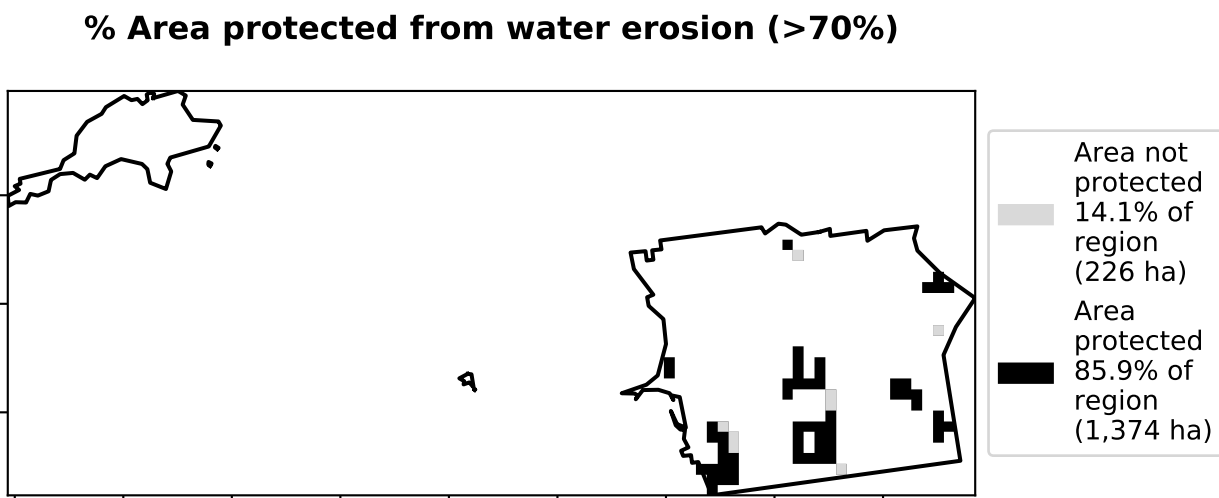 % Area protected from water erosion (>70%)
Area not
protected
14.1% of
region
(226 ha)
Area
protected
85.9% of
region
(1,374 ha)